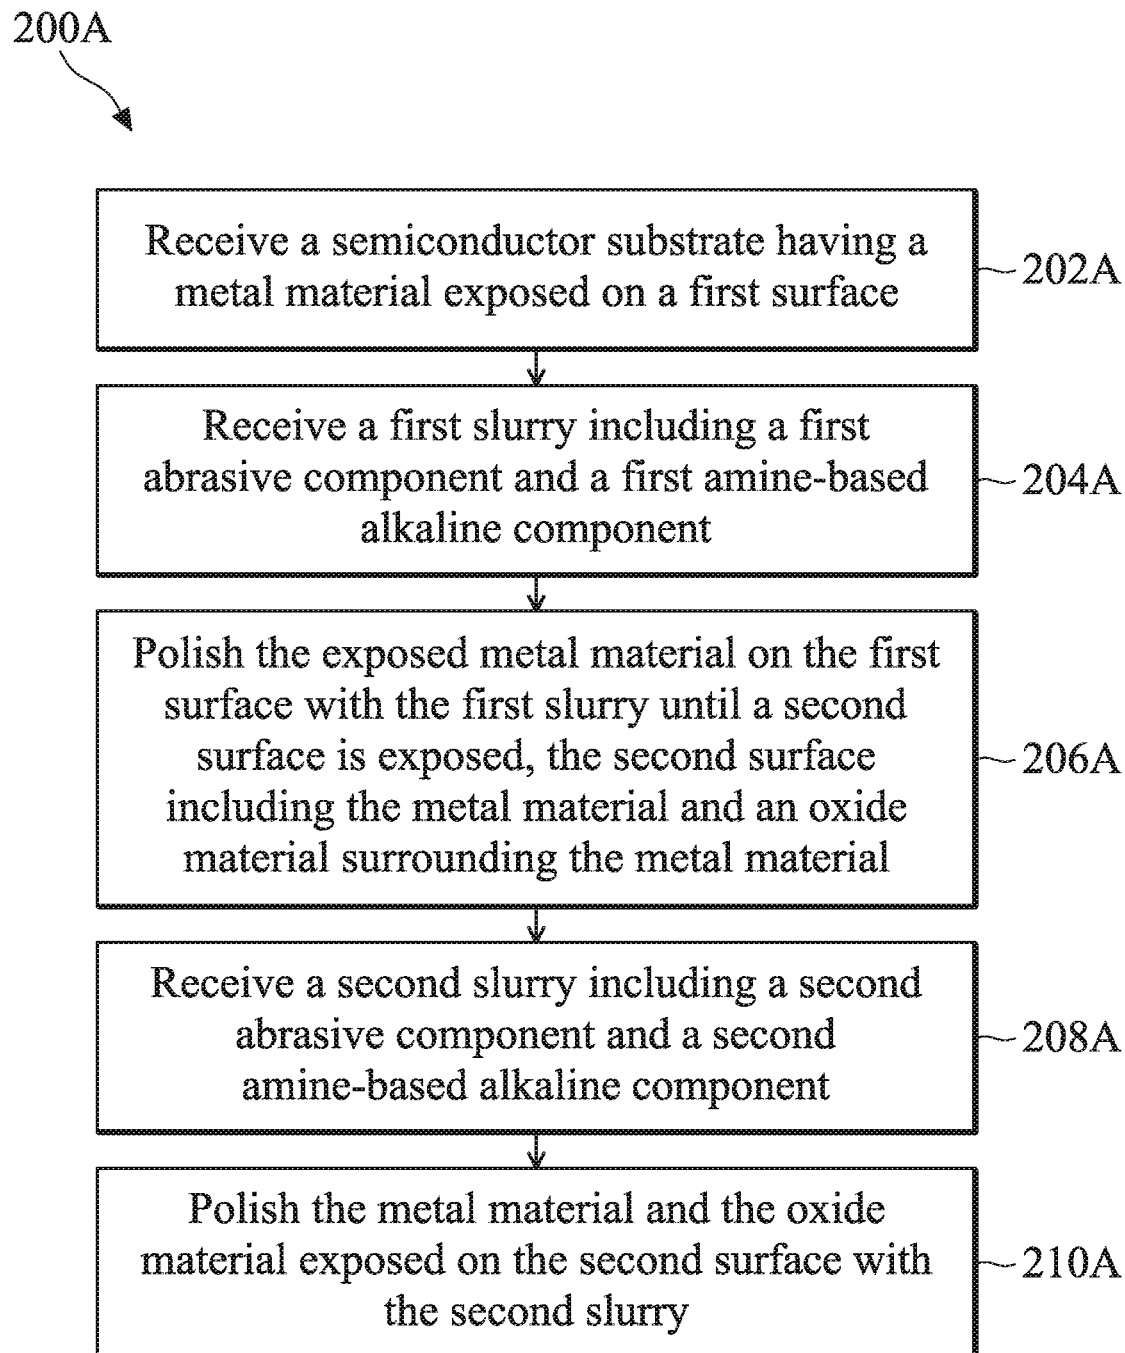 200A
Receive a semiconductor substrate having a
metal material exposed on a first surface
202A
Receive a first slurry including a first
abrasive component and a first amine-based
alkaline component
204A
Polish the exposed metal material on the first
surface with the first slurry until a second
surface is exposed, the second surface
including the metal material and an oxide
material surrounding the metal material
206A
Receive a second slurry including a second
abrasive component and a second
amine-based alkaline component
208A
Polish the metal material and the oxide
material exposed on the second surface with
the second slurry
210A